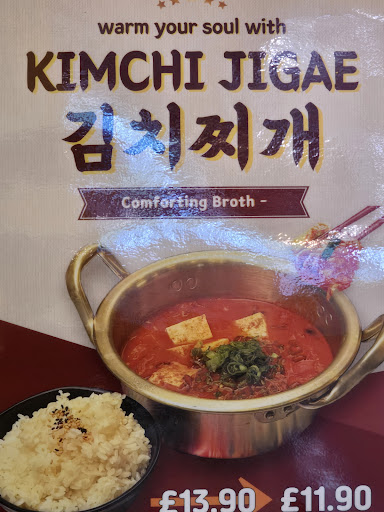 warm your soul with
KIMCHI JIGAE
김치찌개
Comforting Broth -
£13.90 £11.90